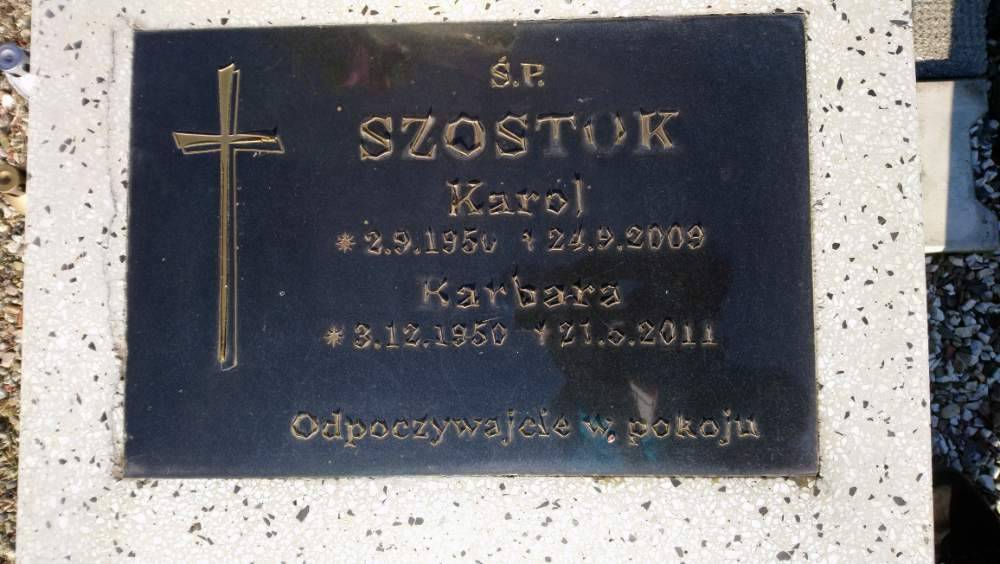 Ś.P.
SZOSTOK
Karol
* 2.9.1950 † 24.9.2009
Barbara
* 3.12.1950 † 21.5.2011
Odpoczywajcie w pokoju